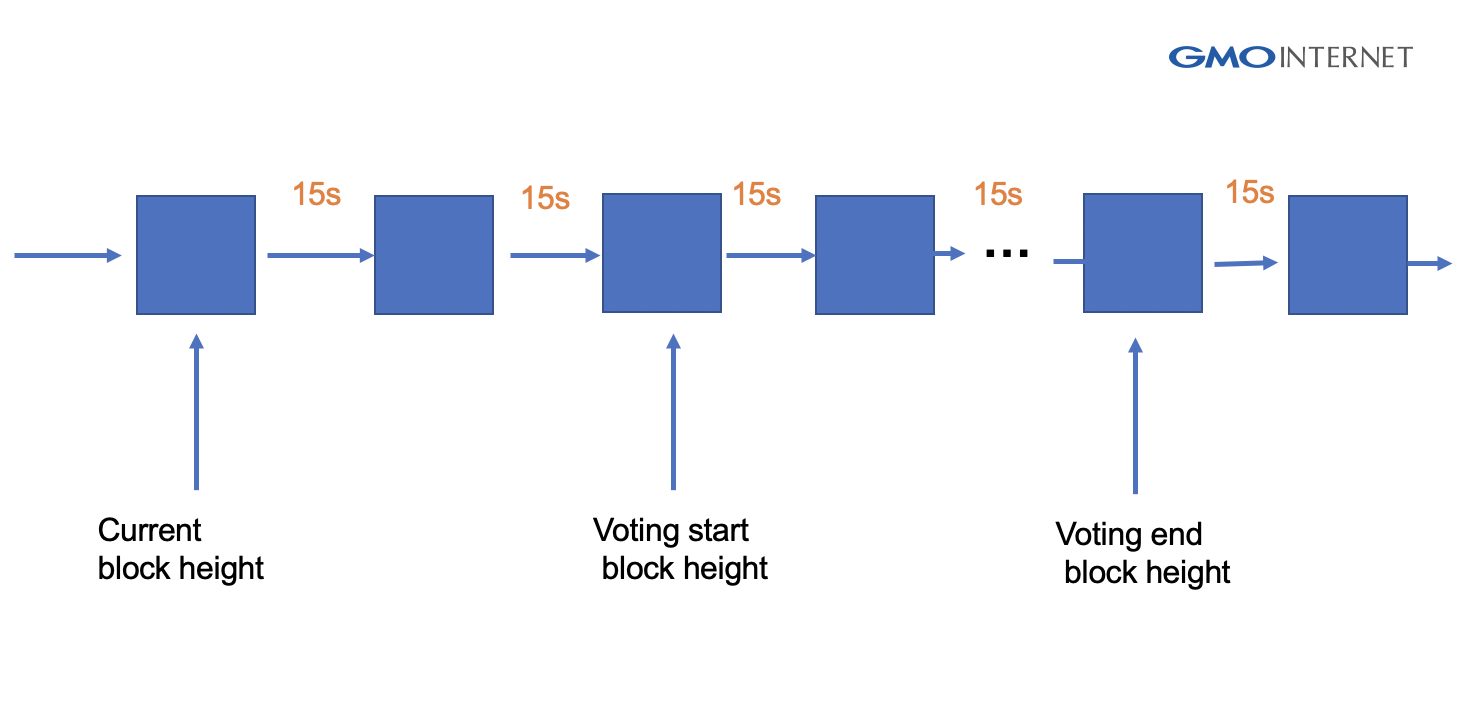 GMO INTERNET
15s
15s
15s
15s
15s
...
Current
block height
Voting start
block height
Voting end
block height